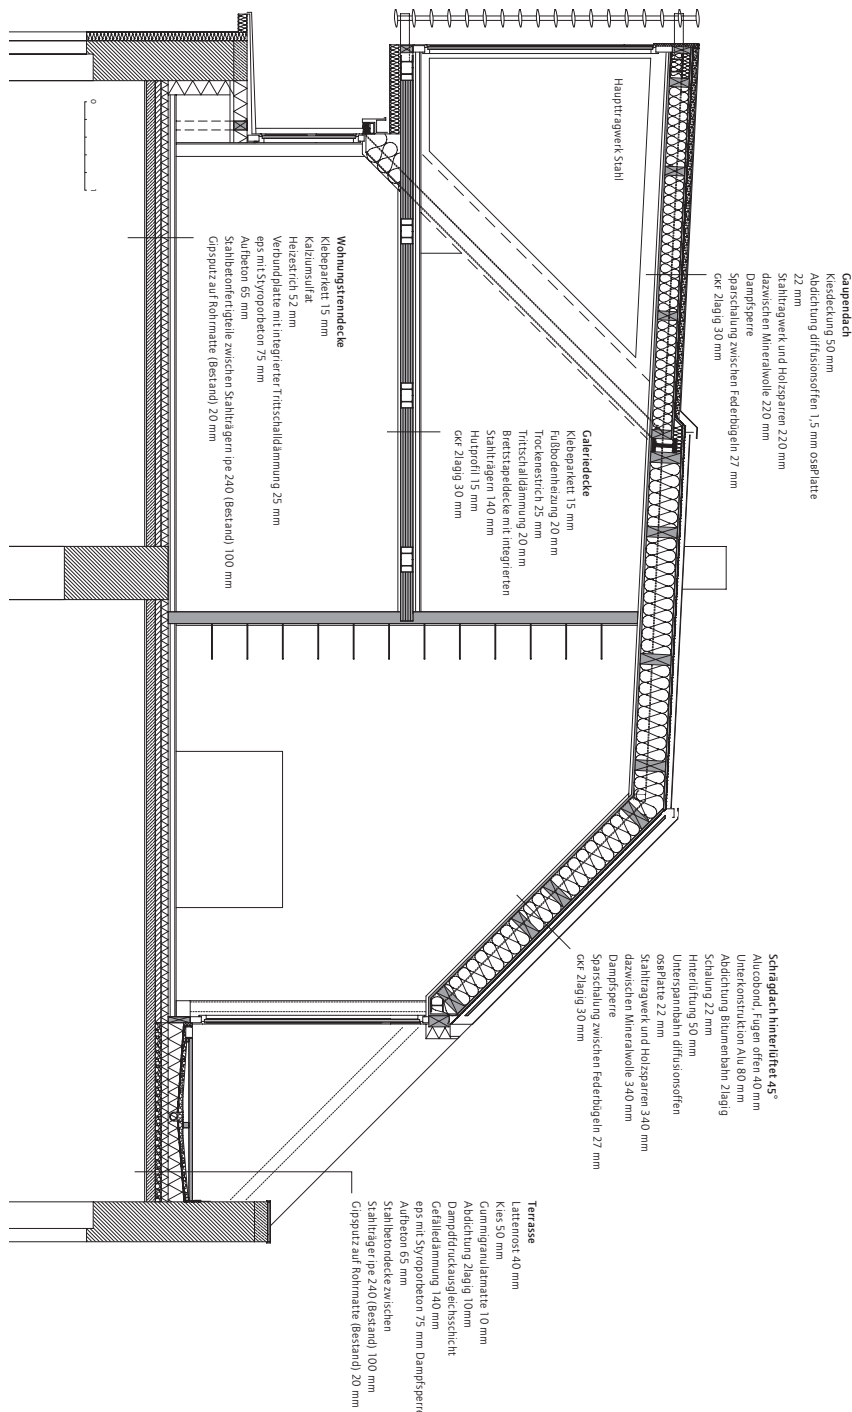 Gaupendach
Kiesdeckung 50 mm
Abdichtung diffusionsoffen 1,5 mm OSBPlatte
22 mm
Stahltragwerk und Holzsparren 220 mm
dazwischen Mineralwolle 220 mm
Dampfsperre
Sparschalung zwischen Federbügeln 27 mm
GKF 2lagig 30 mm
Haupttragwerk Stahl
Galeriedecke
Klebeparkett 15 mm
Fußbodenheizung 20 mm
Trockenestrich 25 mm
Trittschalldämmung 20 mm
Brettstapeldecke mit integrierten
Stahlträgern 140 mm
Hutprofil 15 mm
GKF 2lagig 30 mm
Wohnungstrenndecke
Klebeparkett 15 mm
Kalziumsulfat
Heizestrich 52 mm
Verbundplatte mit integrierter Trittschalldämmung 25 mm
eps mit Styroporbeton 75 mm
Aufbeton 65 mm
Stahlbetonfertigteile zwischen Stahlträgern ipe 240 (Bestand) 100 mm
Gipsputz auf Rohrmatte (Bestand) 20 mm
0
1
Schrägdach hinterlüftet 45°
Alucobond, Fugen offen 40 mm
Unterkonstruktion Alu 80 mm
Abdichtung Bitumenbahn 2lagig
Schalung 22 mm
Hnterlüftung 50 mm
Unterspannbahn diffusionsoffen
OSBPlatte 22 mm
Stahltragwerk und Holzsparren 340 mm
dazwischen Mineralwolle 340 mm
Dampfsperre
Sparschalung zwischen Federbügeln 27 mm
GKF 2lagig 30 mm
Terrasse
Lattenrost 40 mm
Kies 50 mm
Gummigranulatmatte 10 mm
Abdichtung 2lagig 10mm
Dampdfdruckausgleichsschicht
Gefälledämmung 140 mm
eps mit Styroporbeton 75 mm Dampfsperre
Aufbeton 65 mm
Stahlbetondecke zwischen
Stahlträger ipe 240 (Bestand) 100 mm
Gipsputz auf Rohrmatte (Bestand) 20 mm